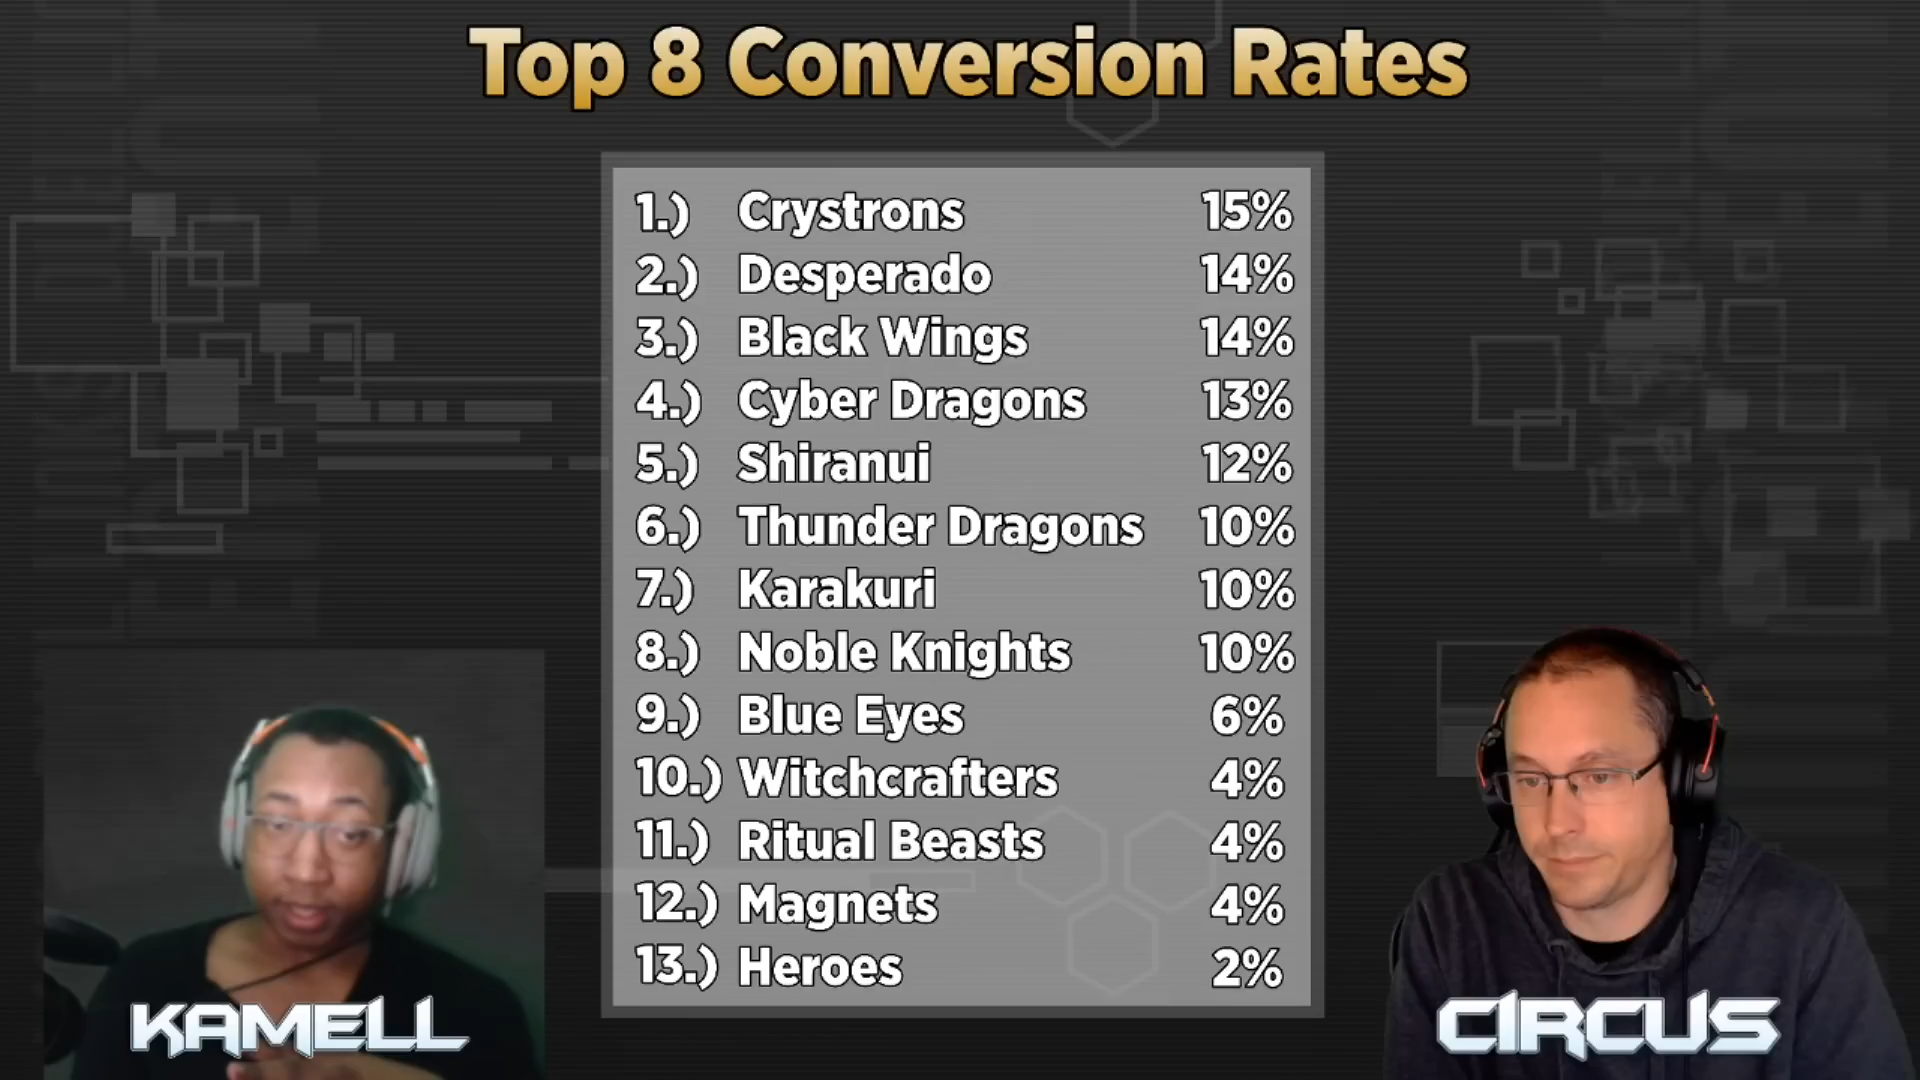 Top 8 Conversion Rates
1.) Crystrons 15%
2.) Desperado 14%
3.) Black Wings 14%
4.) Cyber Dragons 13%
5.) Shiranui 12%
6.) Thunder Dragons 10%
7.) Karakuri 10%
8.) Noble Knights 10%
9.) Blue Eyes 6%
10.) Witchcrafters 4%
11.) Ritual Beasts 4%
12.) Magnets 4%
13.) Heroes 2%
KAMELL
CIRCUS